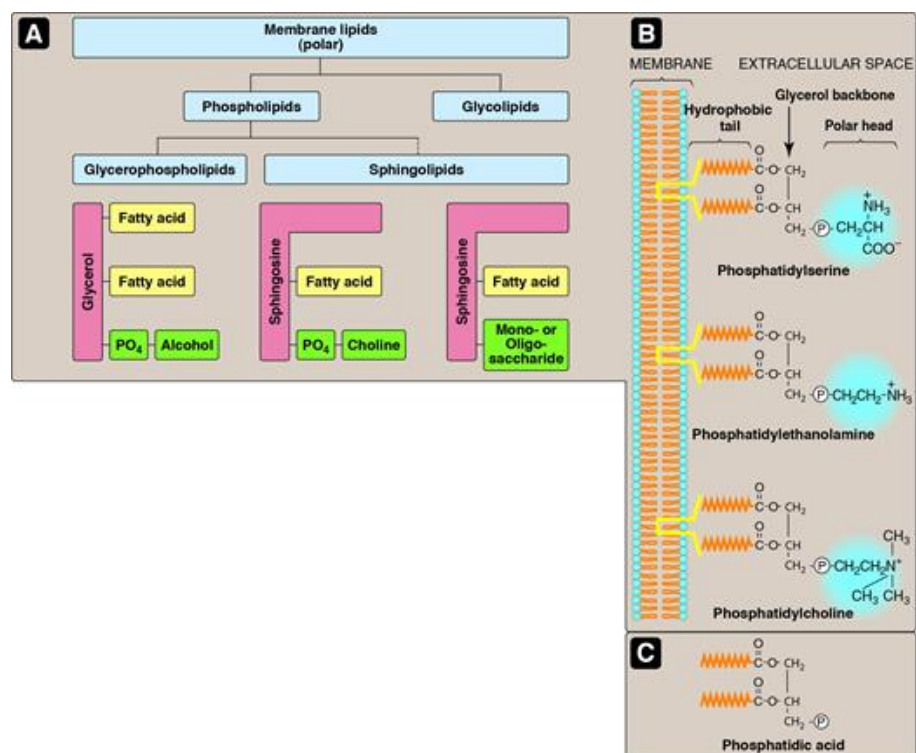 A
Membrane lipids
(polar)
Phospholipids
Glycolipids
Glycerophospholipids
Sphingolipids
Glycerol
Fatty acid
Fatty acid
PO4
Alcohol
Sphingosine
Fatty acid
PO4
Choline
Sphingosine
Fatty acid
Mono- or
Oligo-
saccharide
B
MEMBRANE
EXTRACELLULAR SPACE
Glycerol backbone
Hydrophobic
tail
Polar head
O
C-O-CH2
O
C-O-CH
CH2-P-CH2CH
+
NH3
COO−
Phosphatidylserine
O
C-O-CH2
O
C-O-CH
CH2-P-CH2CH2-NH3
+
Phosphatidylethanolamine
O
C-O-CH2
O
C-O-CH
CH3
CH2-P-CH2CH2N+
CH3 CH3
Phosphatidylcholine
C
O
C-O-CH2
O
C-O-CH
CH2-P
Phosphatidic acid